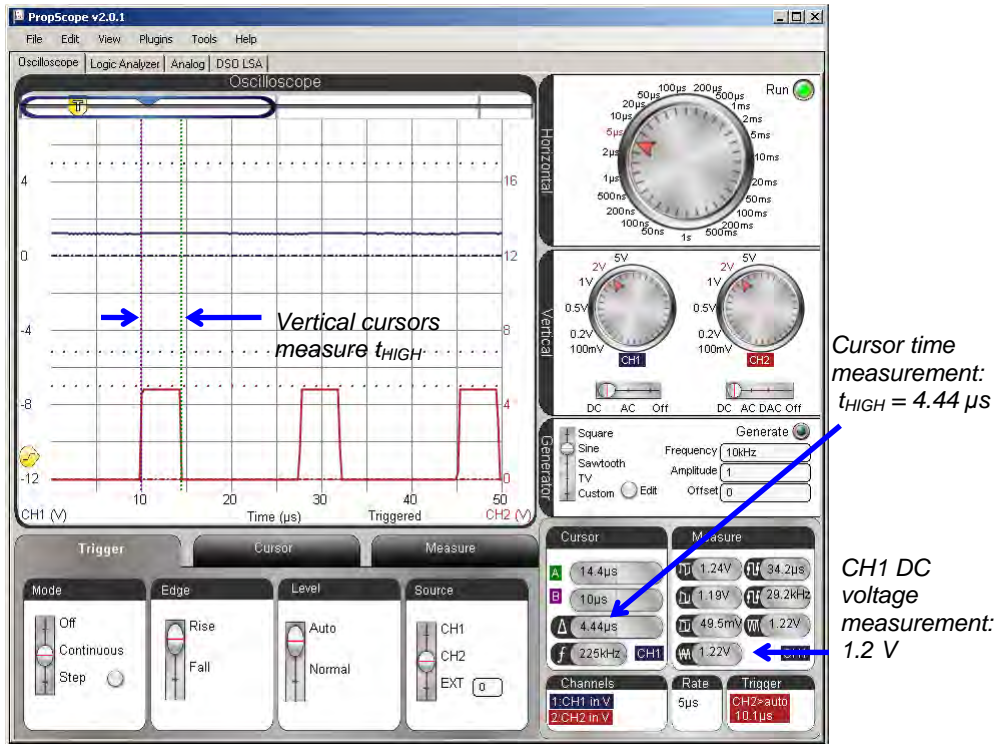 PropScope v2.0.1
File Edit View Plugins Tools Help
Oscilloscope Logic Analyzer Analog DSO LSA
Oscilloscope
T
4
0
-4
-8
-12
16
12
8
4
0
10 20 30 40 50
CH1 (V) Time (µs) Triggered CH2 (V)
Vertical cursors
measure tHIGH
Horizontal
Run
50ns
100ns
200ns
500ns
1µs
2µs
5µs
10µs
20µs
50µs
100µs
200µs
500µs
1ms
2ms
5ms
10ms
20ms
50ms
100ms
200ms
500ms
1s
Vertical
5V
2V
1V
0.5V
0.2V
100mV
CH1
DC AC Off
5V
2V
1V
0.5V
0.2V
100mV
CH2
DC AC DAC Off
Generator
Square
Sine
Sawtooth
TV
Custom Edit
Generate
Frequency 10kHz
Amplitude 1
Offset 0
Cursor time
measurement:
tHIGH = 4.44 µs
Trigger Cursor Measure
Mode
Off
Continuous
Step
Edge
Rise
Fall
Level
Auto
Normal
Source
CH1
CH2
EXT 0
Cursor
A 14.4µs
B 10µs
Δ 4.44µs
f 225kHz CH1
Measure
1.24V 34.2µs
1.19V 29.2kHz
49.5mV 1.22V
1.22V CH1
Channels
1:CH1 in V
2:CH2 in V
Rate
5µs
Trigger
CH2>auto
10.1µs
CH1 DC
voltage
measurement:
1.2 V